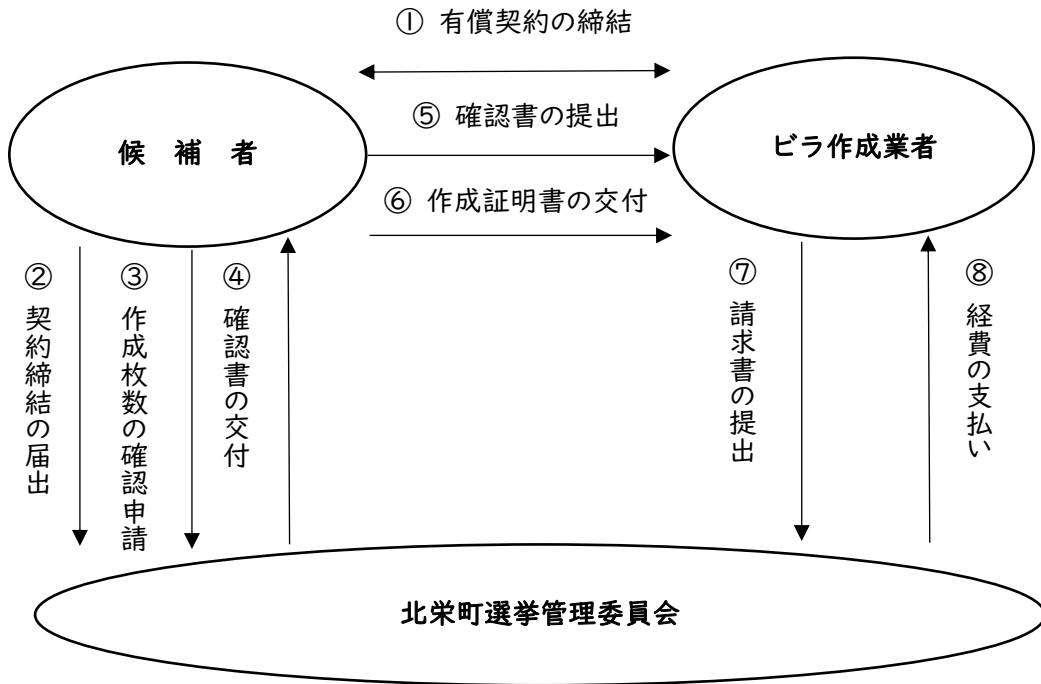 ① 有償契約の締結
候 補 者
⑤ 確認書の提出
ビラ作成業者
⑥ 作成証明書の交付
② 契約締結の届出
③ 作成枚数の確認申請
④ 確認書の交付
⑦ 請求書の提出
⑧ 経費の支払い
北栄町選挙管理委員会